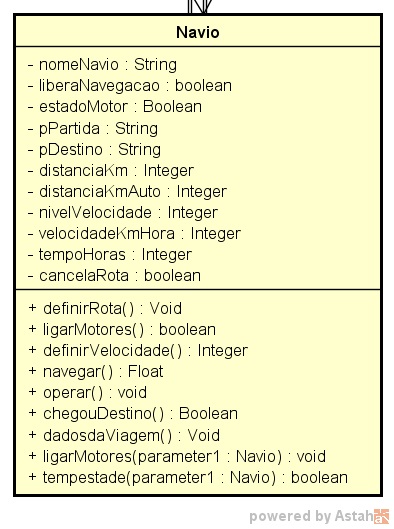 Navio
- nomeNavio : String
- liberaNavegacao : boolean
- estadoMotor : Boolean
- pPartida : String
- pDestino : String
- distanciaKm : Integer
- distanciaKmAuto : Integer
- nivelVelocidade : Integer
- velocidadeKmHora : Integer
- tempoHoras : Integer
- cancelaRota : boolean
+ definirRota() : Void
+ ligarMotores() : boolean
+ definirVelocidade() : Integer
+ navegar() : Float
+ operar() : void
+ chegouDestino() : Boolean
+ dadosdaViagem() : Void
+ ligarMotores(parameter1 : Navio) : void
+ tempestade(parameter1 : Navio) : boolean
powered by Astah